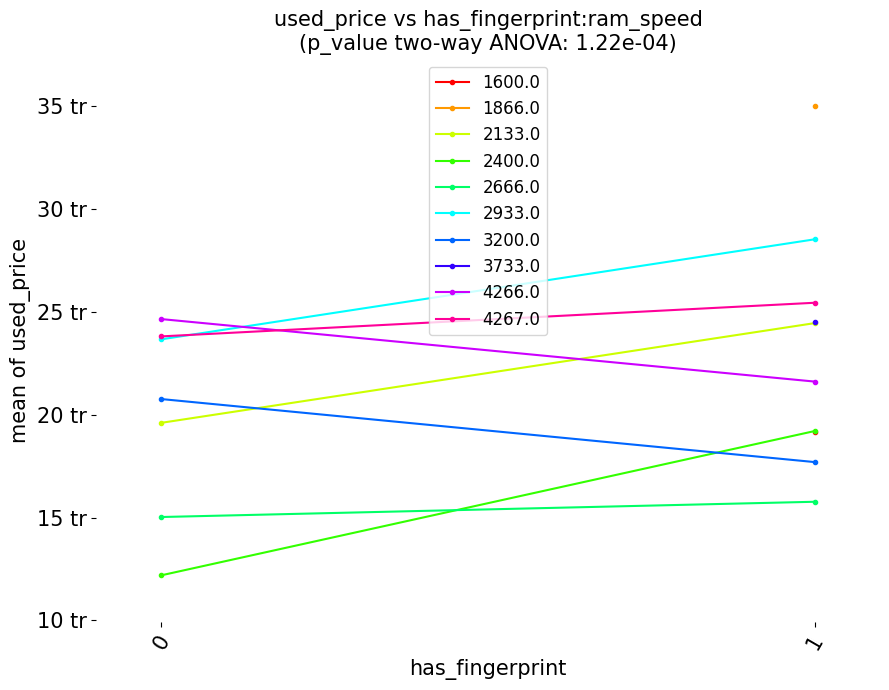 used_price vs has_fingerprint:ram_speed
(p_value two-way ANOVA: 1.22e-04)
1600.0
1866.0
2133.0
2400.0
2666.0
2933.0
3200.0
3733.0
4266.0
4267.0
mean of used_price
35 tr
30 tr
25 tr
20 tr
15 tr
10 tr
0
1
has_fingerprint